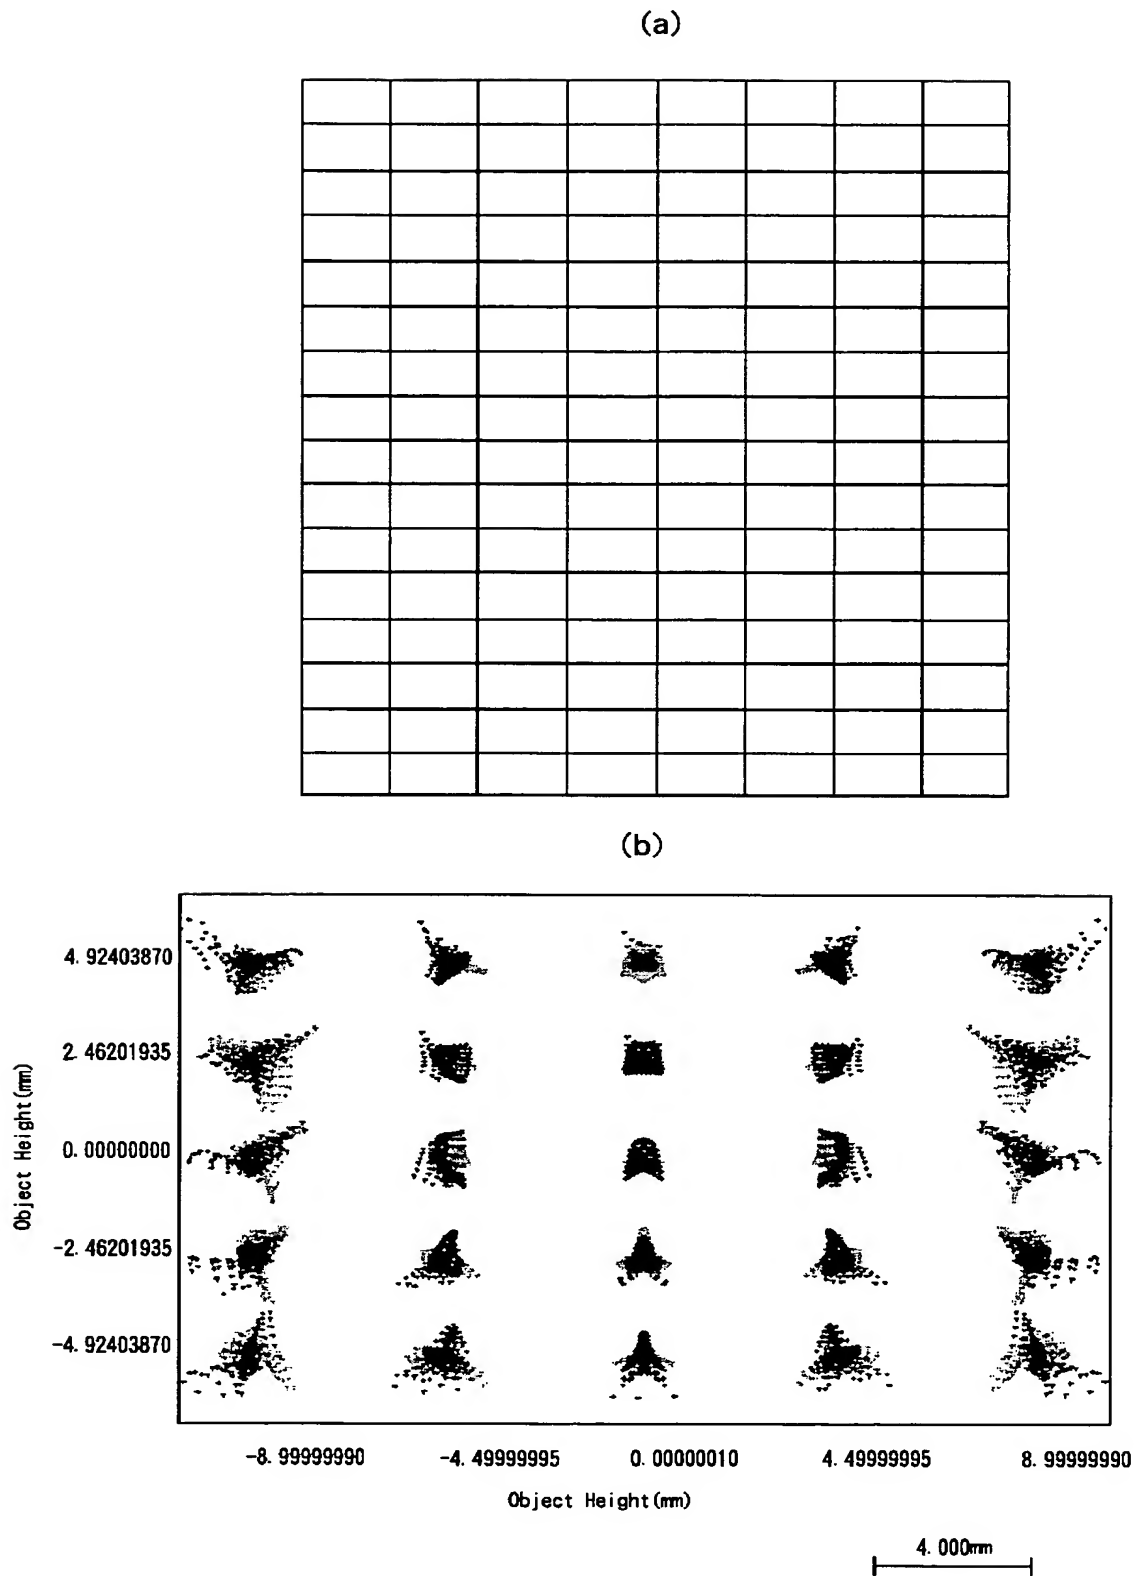 (a)
(b)
Object Height(mm)
4. 92403870
2. 46201935
0. 00000000
-2. 46201935
-4. 92403870
-8. 99999990 -4. 49999995 0. 00000010 4. 49999995 8. 99999990
Object Height(mm)
4. 000mm